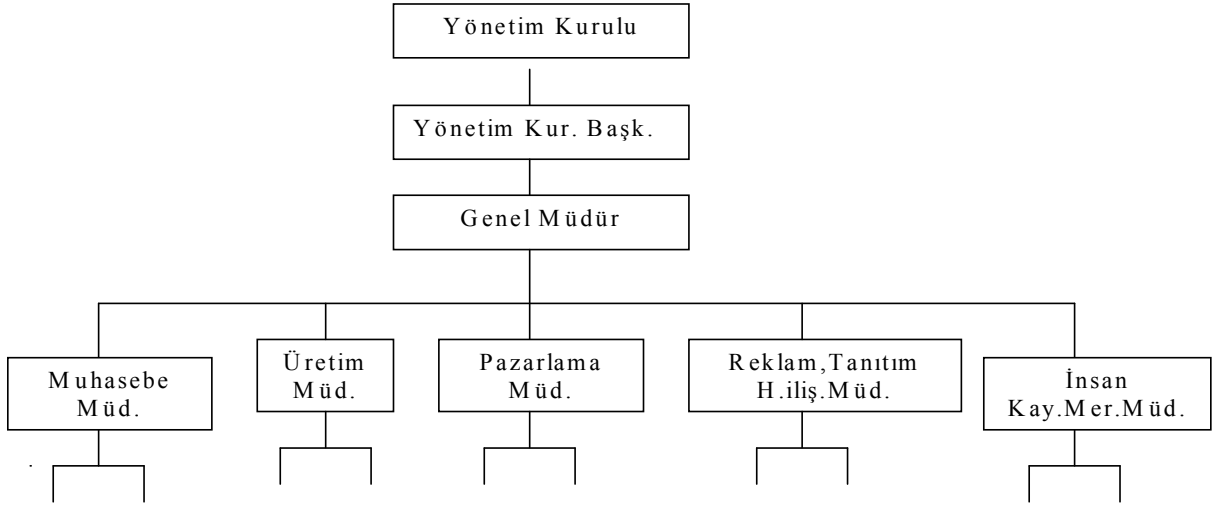 Yönetim Kurulu
Yönetim Kur. Başk.
Genel Müdür
Muhasebe
Müd.
Üretim
Müd.
Pazarlama
Müd.
Reklam,Tanıtım
H.iliş.Müd.
İnsan
Kay.Mer.Müd.